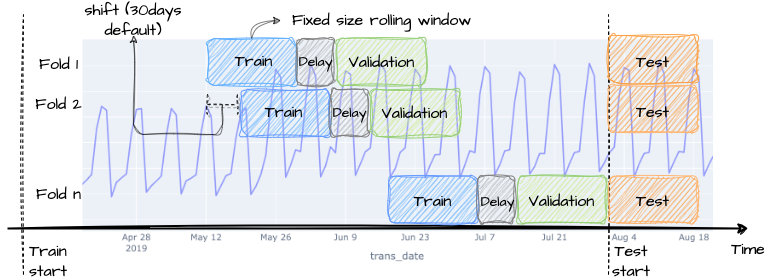 shift (30days
default)
Fixed size rolling window
Fold 1
Train
Delay
Validation
Test
Fold 2
Train
Delay
Validation
Test
Fold n
Train
Delay
Validation
Test
Apr 28
2019
May 12
May 26
Jun 9
Jun 23
Jul 7
Jul 21
Aug 4
Aug 18
trans_date
Train
start
Test
start
Time